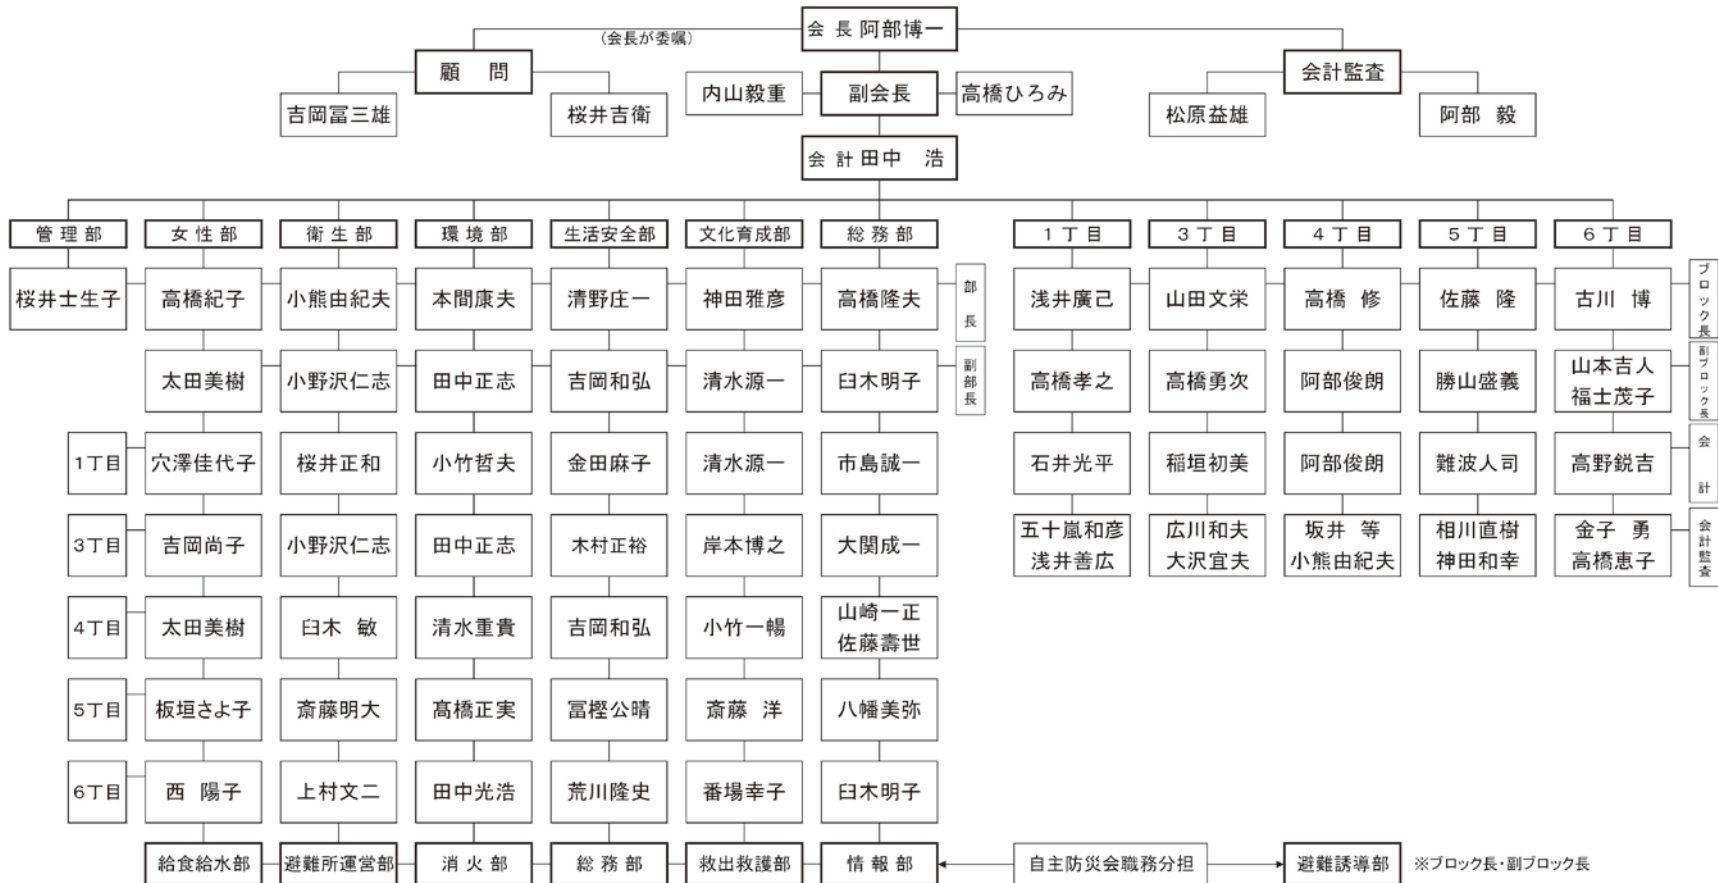 会 長 阿部博一
(会長が委嘱)
顧 問
会計監査
内山毅重
副会長
高橋ひろみ
吉岡冨三雄
桜井吉衛
松原益雄
阿部 毅
会 計 田中 浩
管 理 部
女 性 部
衛 生 部
環 境 部
生活安全部
文化育成部
総 務 部
1 丁 目
3 丁 目
4 丁 目
5 丁 目
6 丁 目
桜井士生子
高橋紀子
小熊由紀夫
本間康夫
清野庄一
神田雅彦
高橋隆夫
部 長
浅井廣己
山田文栄
高橋 修
佐藤 隆
古川 博
ブロック長
太田美樹
小野沢仁志
田中正志
吉岡和弘
清水源一
臼木明子
副部長
高橋孝之
高橋勇次
阿部俊朗
勝山盛義
山本吉人
福士茂子
副ブロック長
1丁目
穴澤佳代子
桜井正和
小竹哲夫
金田麻子
清水源一
市島誠一
石井光平
稲垣初美
阿部俊朗
難波人司
高野鋭吉
会 計
3丁目
吉岡尚子
小野沢仁志
田中正志
木村正裕
岸本博之
大関成一
五十嵐和彦
浅井善広
広川和夫
大沢宜夫
坂井 等
小熊由紀夫
相川直樹
神田和幸
金子 勇
高橋恵子
会計監査
4丁目
太田美樹
臼木 敏
清水重貴
吉岡和弘
小竹一暢
山崎一正
佐藤壽世
5丁目
板垣さよ子
斎藤明大
髙橋正実
冨樫公晴
斎藤 洋
八幡美弥
6丁目
西 陽子
上村文二
田中光浩
荒川隆史
番場幸子
臼木明子
給食給水部
避難所運営部
消 火 部
総 務 部
救出救護部
情 報 部
自主防災会職務分担
避難誘導部
※ブロック長・副ブロック長